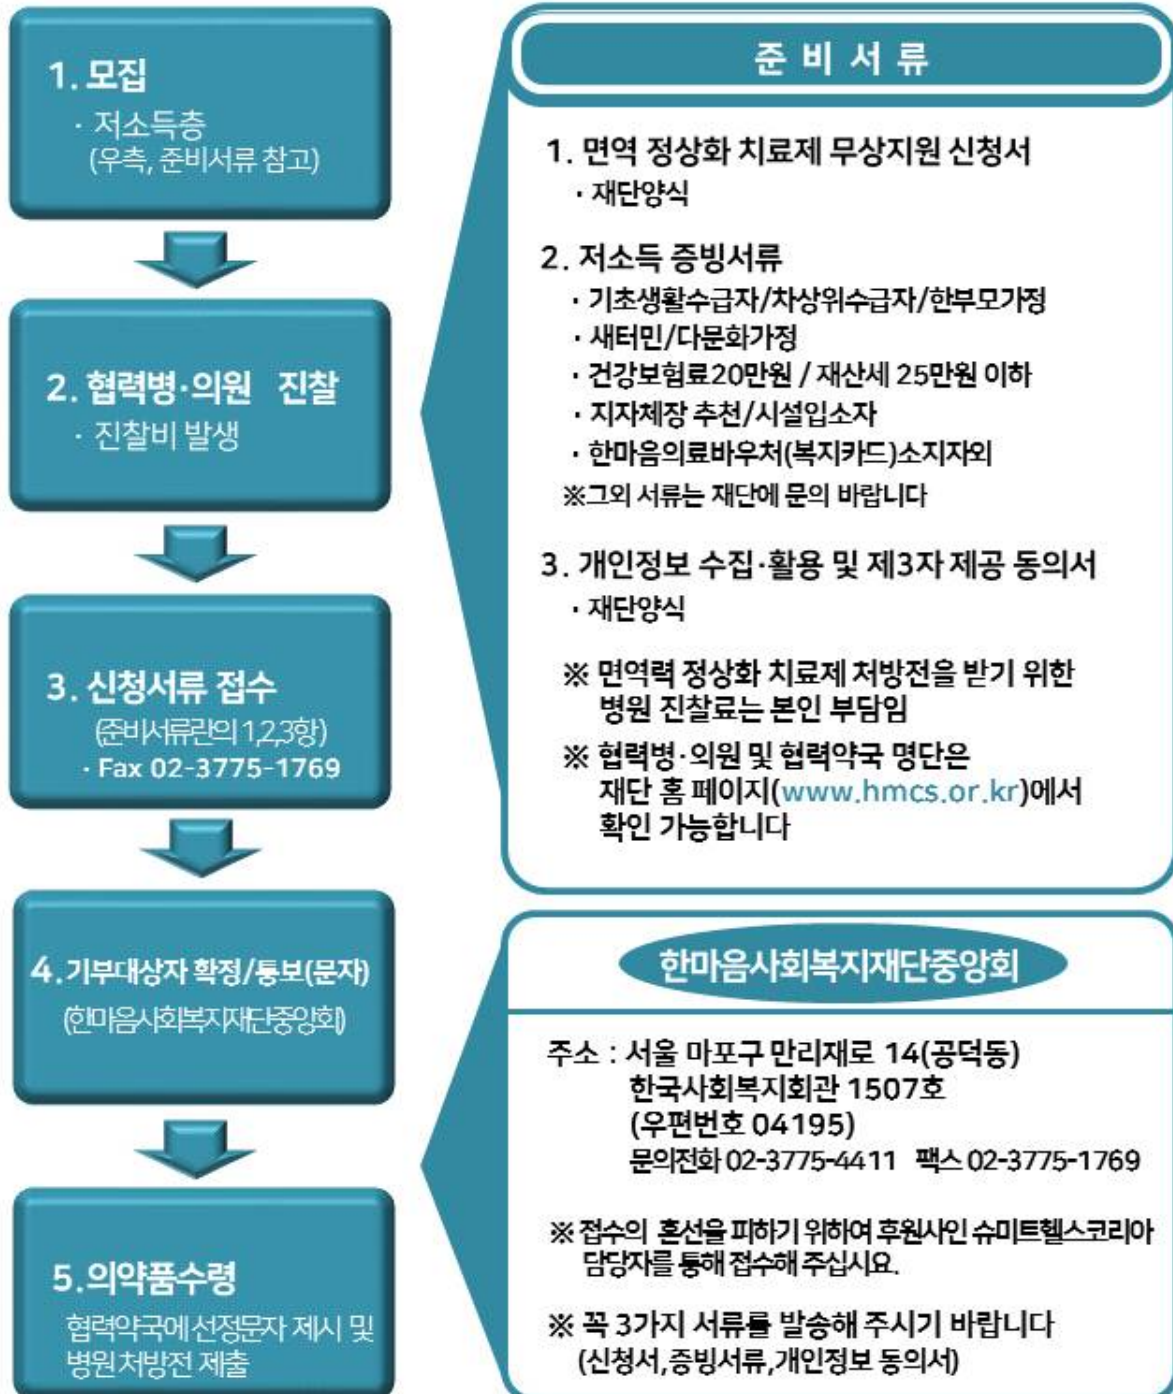 1. 모집
· 저소득층
(우측, 준비서류 참고)
2. 협력병·의원 진찰
· 진찰비 발생
3. 신청서류 접수
(준비서류란의 1,2,3항)
· Fax 02-3775-1769
4.기부대상자 확정/통보(문자)
(한마음사회복지재단중앙회)
5.의약품수령
협력약국에 선정문자 제시 및
병원 처방전 제출
준 비 서 류
1. 면역 정상화 치료제 무상지원 신청서
· 재단양식
2. 저소득 증빙서류
· 기초생활수급자/차상위수급자/한부모가정
· 새터민/다문화가정
· 건강보험료20만원 / 재산세 25만원 이하
· 지자체장 추천/시설입소자
· 한마음의료바우처(복지카드)소지자외
※그외 서류는 재단에 문의 바랍니다
3. 개인정보 수집·활용 및 제3자 제공 동의서
· 재단양식
※ 면역력 정상화 치료제 처방전을 받기 위한
병원 진찰료는 본인 부담임
※ 협력병·의원 및 협력약국 명단은
재단 홈 페이지(www.hmcs.or.kr)에서
확인 가능합니다
한마음사회복지재단중앙회
주소 : 서울 마포구 만리재로 14(공덕동)
한국사회복지회관 1507호
(우편번호 04195)
문의전화 02-3775-4411 팩스 02-3775-1769
※ 접수의 혼선을 피하기 위하여 후원사인 슈미트헬스코리아
담당자를 통해 접수해 주십시요.
※ 꼭 3가지 서류를 발송해 주시기 바랍니다
(신청서,증빙서류,개인정보 동의서)